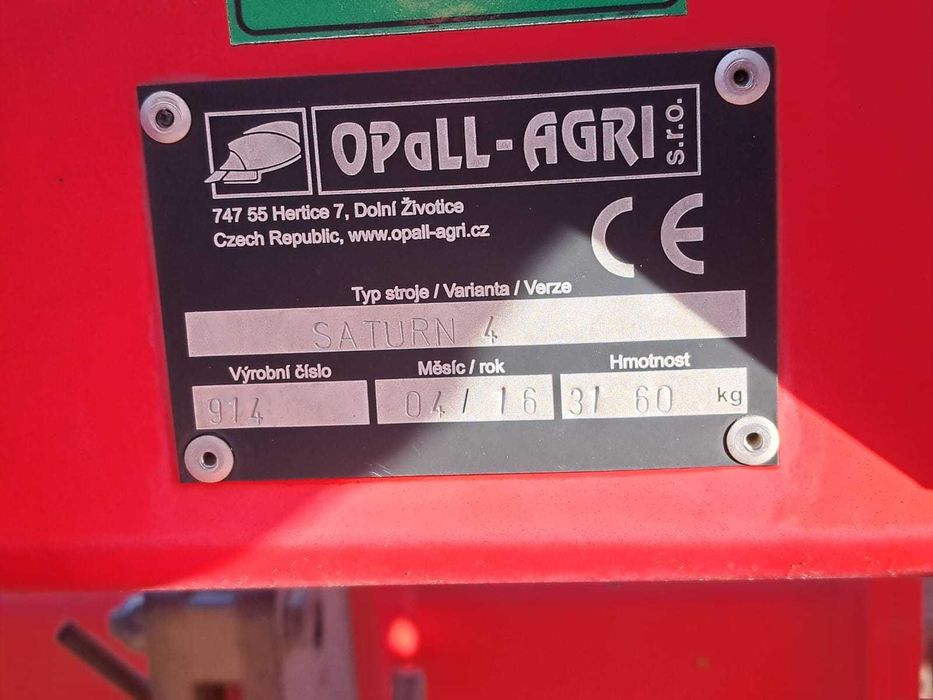 OPaLL-AGRI s.r.o.
747 55 Hertice 7, Dolní Životice
Czech Republic, www.opall-agri.cz
CE
Typ stroje / Varianta / Verze
SATURN 4
Výrobní číslo Měsíc / rok Hmotnost
914 04 / 16 3160 kg